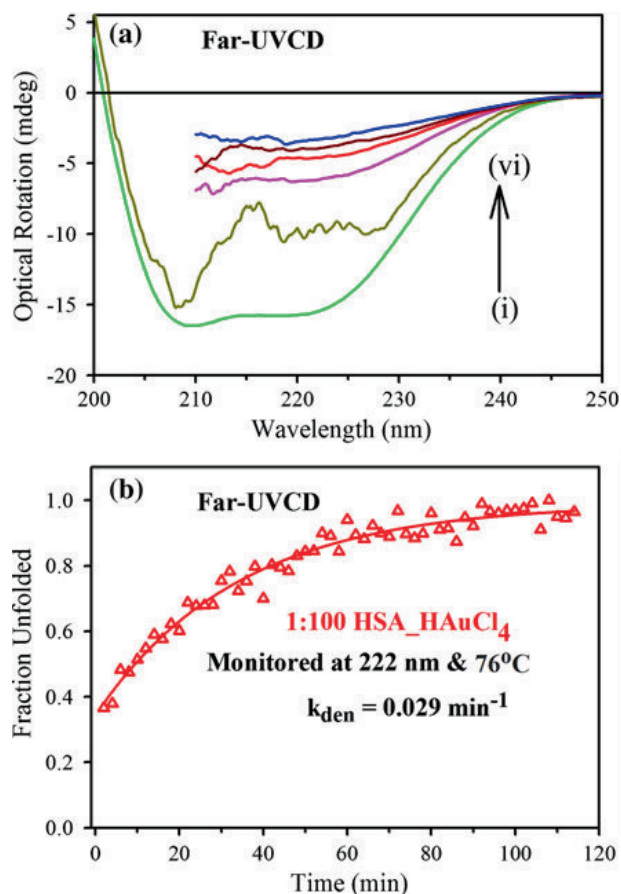 (a)
Far-UVCD
5
0
-5
-10
-15
-20
Optical Rotation (mdeg)
(vi)
(i)
200 210 220 230 240 250
Wavelength (nm)
(b)
Far-UVCD
1.0
0.8
0.6
0.4
0.2
0.0
Fraction Unfolded
1:100 HSA_HAuCl4
Monitored at 222 nm & 76°C
kden = 0.029 min-1
0 20 40 60 80 100 120
Time (min)